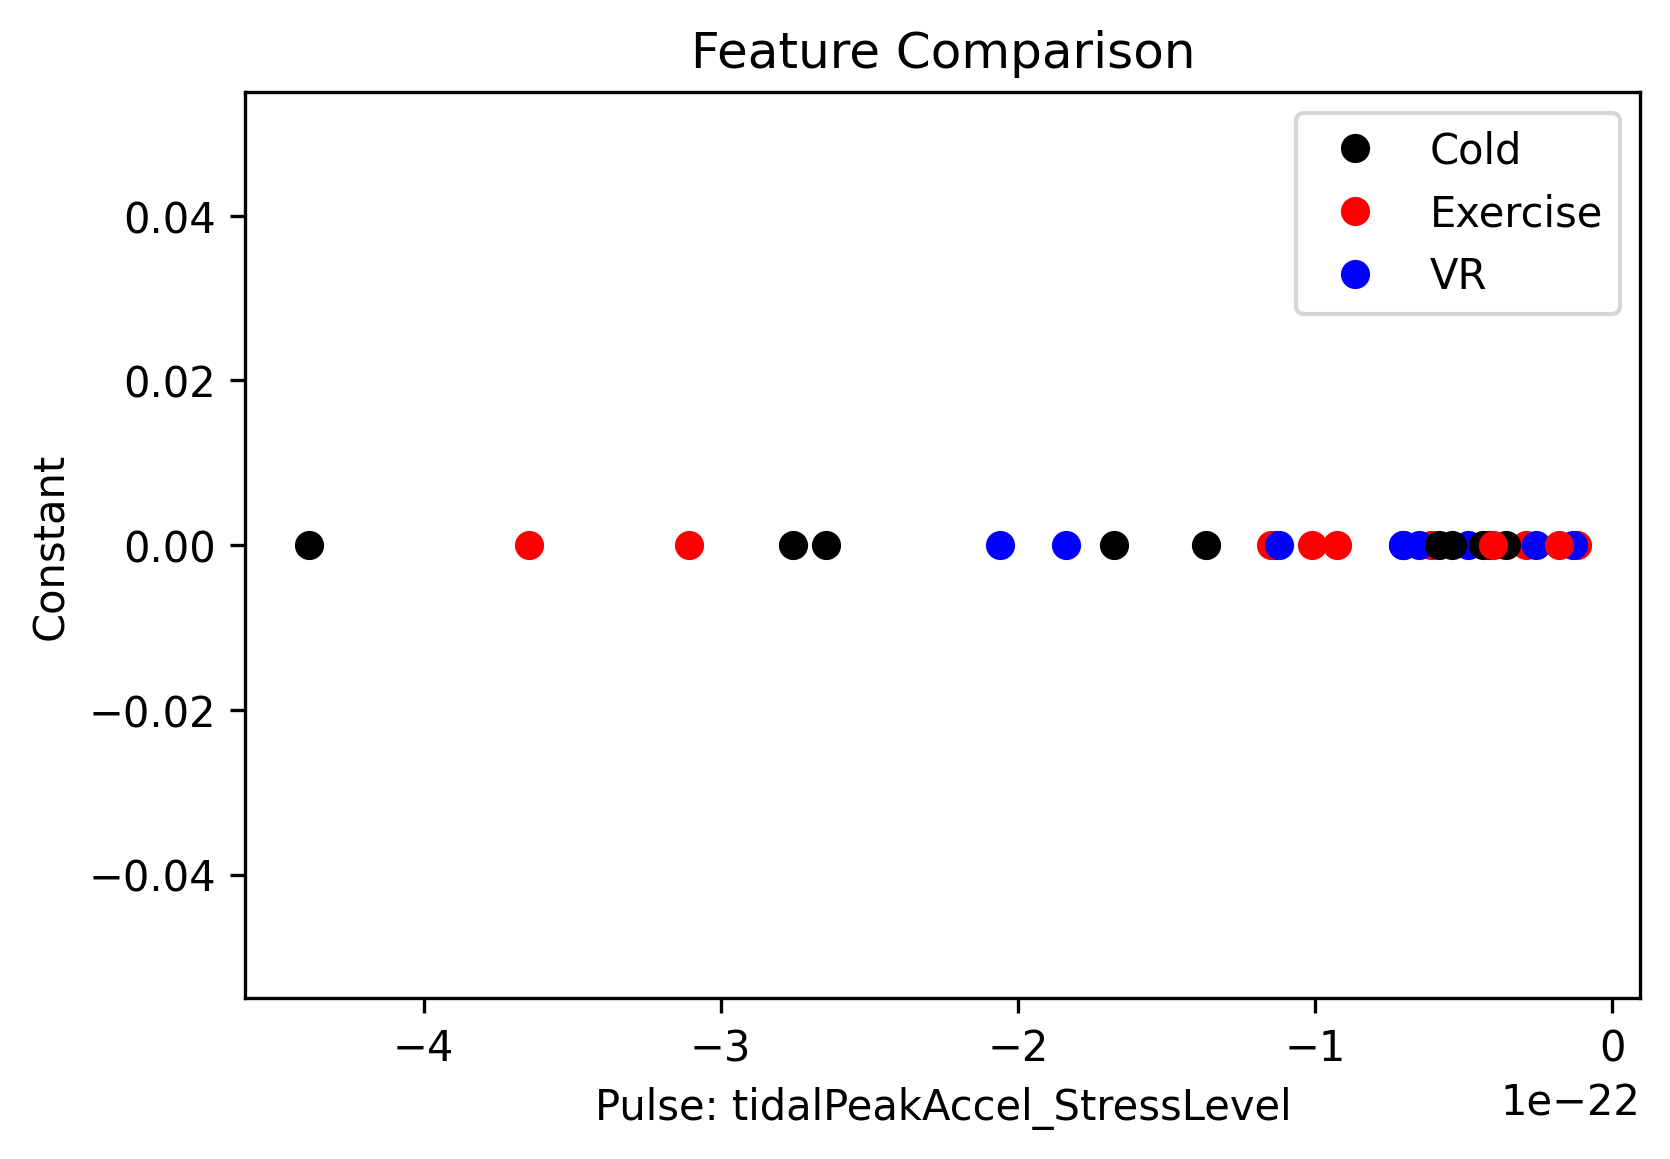 Feature Comparison
Cold
Exercise
VR
0.04
0.02
0.00
−0.02
−0.04
Constant
−4
−3
−2
−1
0
1e−22
Pulse: tidalPeakAccel_StressLevel